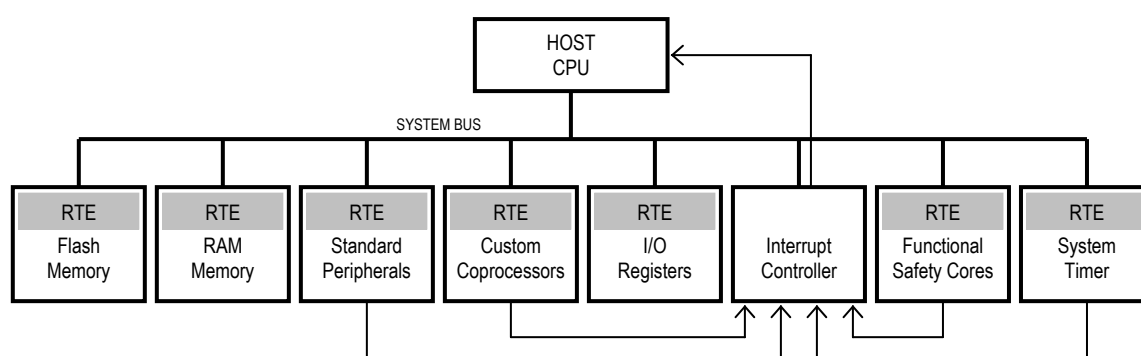 HOST
CPU
SYSTEM BUS
RTE
Flash
Memory
RTE
RAM
Memory
RTE
Standard
Peripherals
RTE
Custom
Coprocessors
RTE
I/O
Registers
Interrupt
Controller
RTE
Functional
Safety Cores
RTE
System
Timer